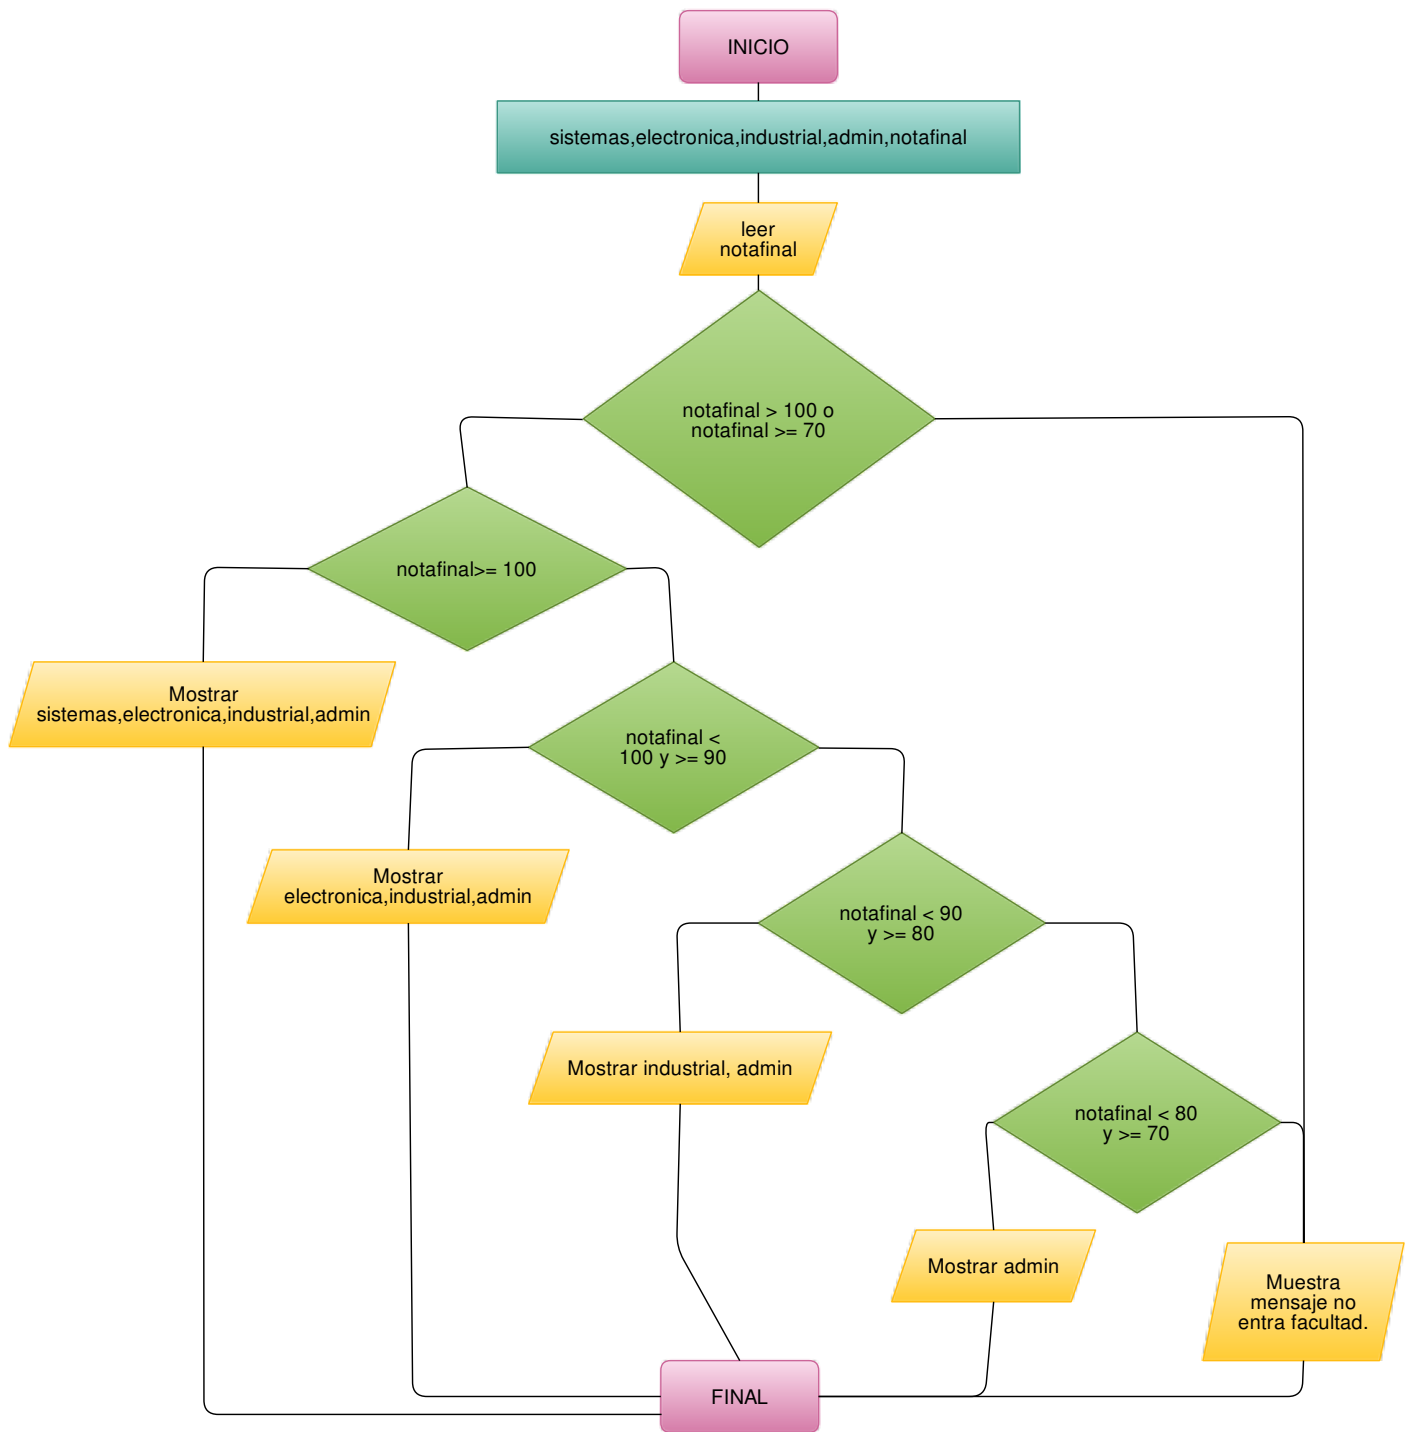 INICIO
sistemas,electronica,industrial,admin,notafinal
leer
notafinal
notafinal > 100 o
notafinal >= 70
notafinal>= 100
Mostrar
sistemas,electronica,industrial,admin
notafinal <
100 y >= 90
Mostrar
electronica,industrial,admin
notafinal < 90
y >= 80
Mostrar industrial, admin
notafinal < 80
y >= 70
Mostrar admin
Muestra
mensaje no
entra facultad.
FINAL